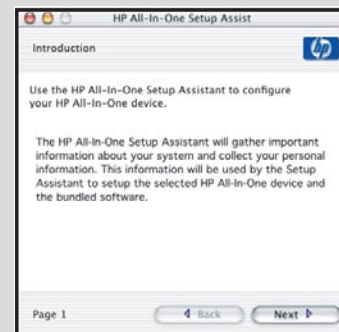 HP All-In-One Setup Assist
Introduction
hp
Use the HP All-In-One Setup Assistant to configure
your HP All-In-One device.
The HP All-In-One Setup Assistant will gather important
information about your system and collect your personal
information. This information will be used by the Setup
Assistant to setup the selected HP All-In-One device and
the bundled software.
Page 1
Back
Next